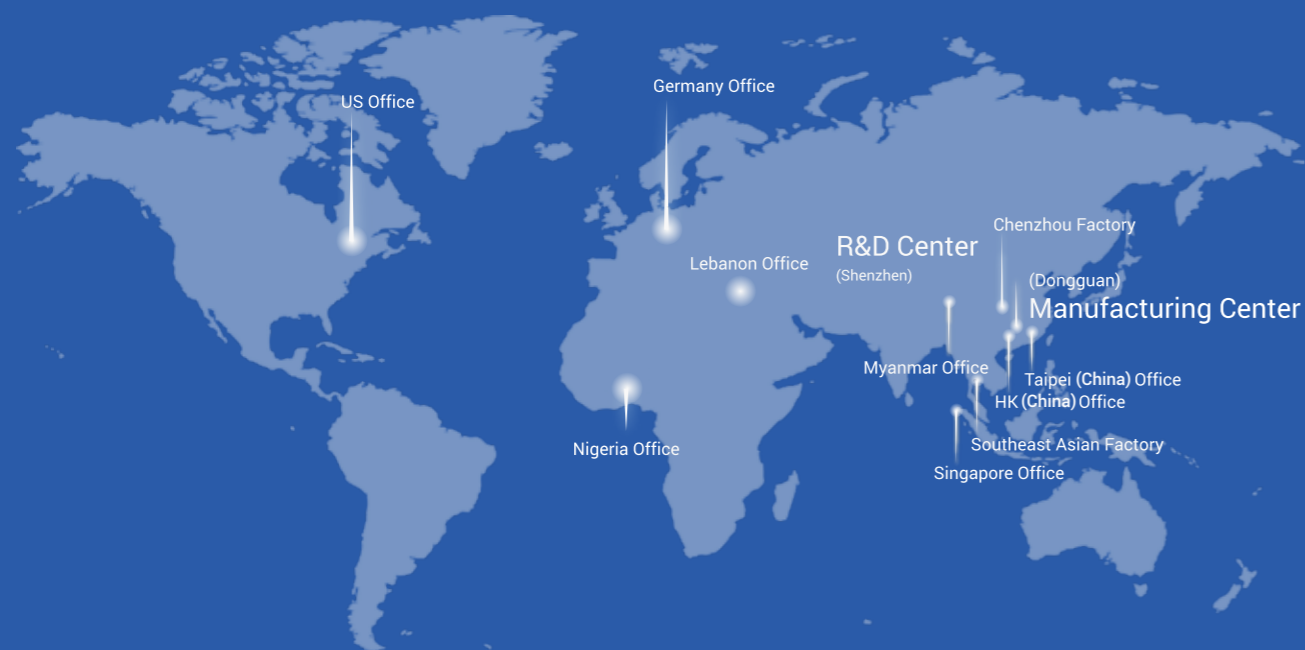 US Office
Germany Office
Chenzhou Factory
R&D Center
(Shenzhen)
Lebanon Office
(Dongguan)
Manufacturing Center
Myanmar Office
Taipei (China) Office
HK (China) Office
Nigeria Office
Southeast Asian Factory
Singapore Office